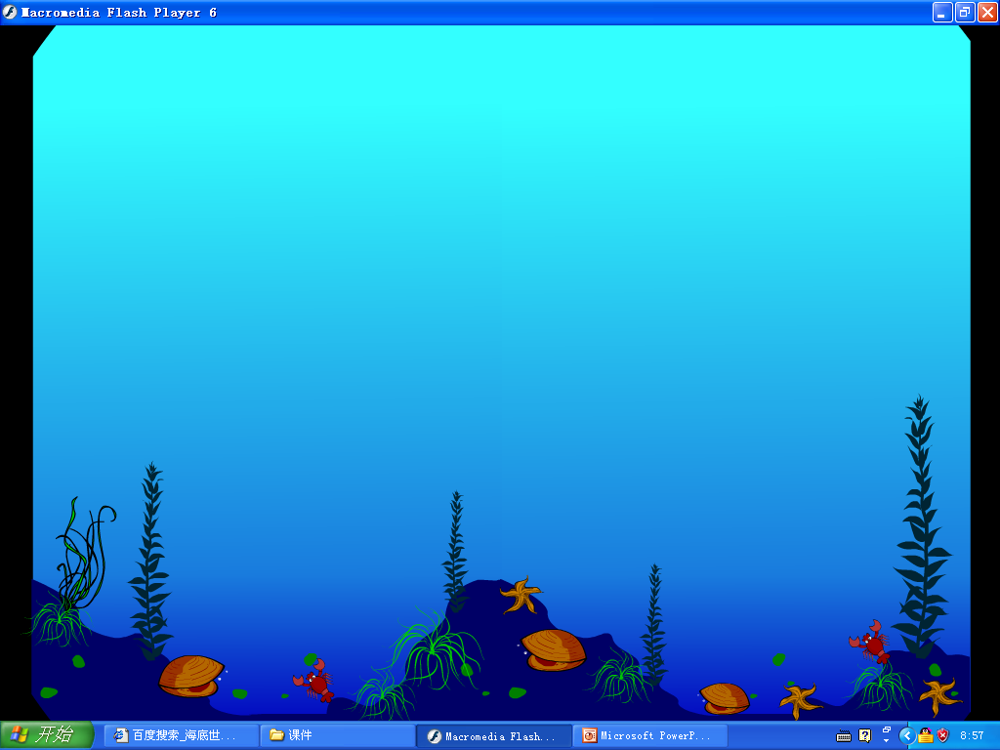 Macromedia Flash Player 6
开始
百度搜索_海底世...
课件
Macromedia Flash...
Microsoft PowerP...
8:57